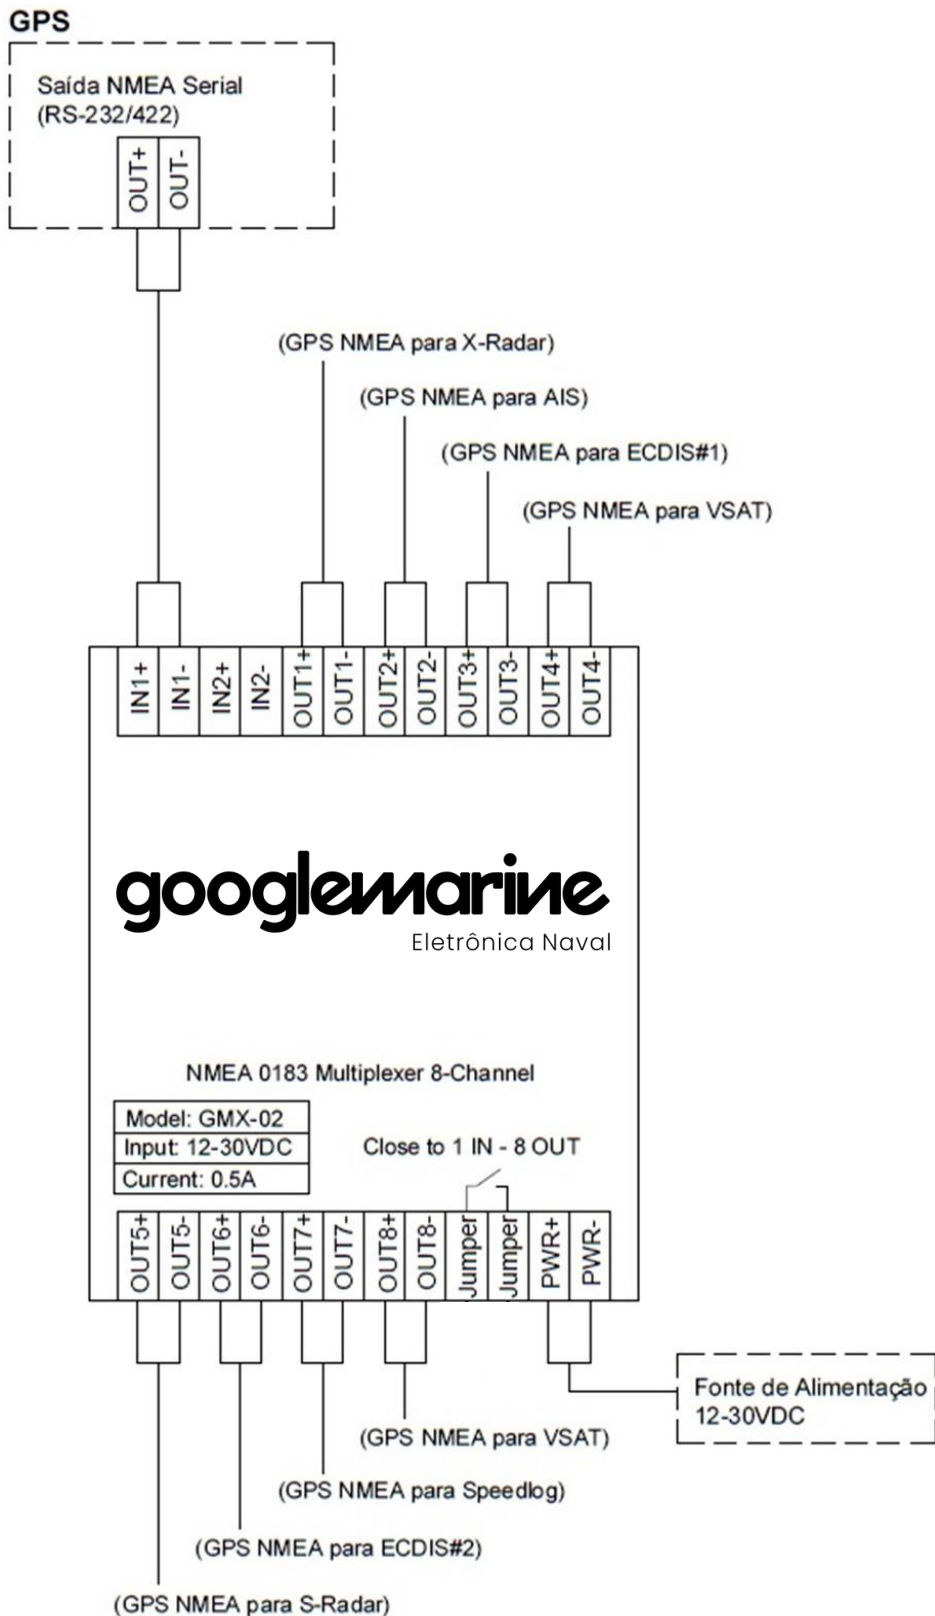 GPS
Saída NMEA Serial
(RS-232/422)
OUT+
OUT-
(GPS NMEA para X-Radar)
(GPS NMEA para AIS)
(GPS NMEA para ECDIS#1)
(GPS NMEA para VSAT)
IN1+
IN1-
IN2+
IN2-
OUT1+
OUT1-
OUT2+
OUT2-
OUT3+
OUT3-
OUT4+
OUT4-
googlemarine
Eletrônica Naval
NMEA 0183 Multiplexer 8-Channel
Model: GMX-02
Input: 12-30VDC
Current: 0.5A
Close to 1 IN - 8 OUT
OUT5+
OUT5-
OUT6+
OUT6-
OUT7+
OUT7-
OUT8+
OUT8-
Jumper
Jumper
PWR+
PWR-
Fonte de Alimentação
12-30VDC
(GPS NMEA para VSAT)
(GPS NMEA para Speedlog)
(GPS NMEA para ECDIS#2)
(GPS NMEA para S-Radar)